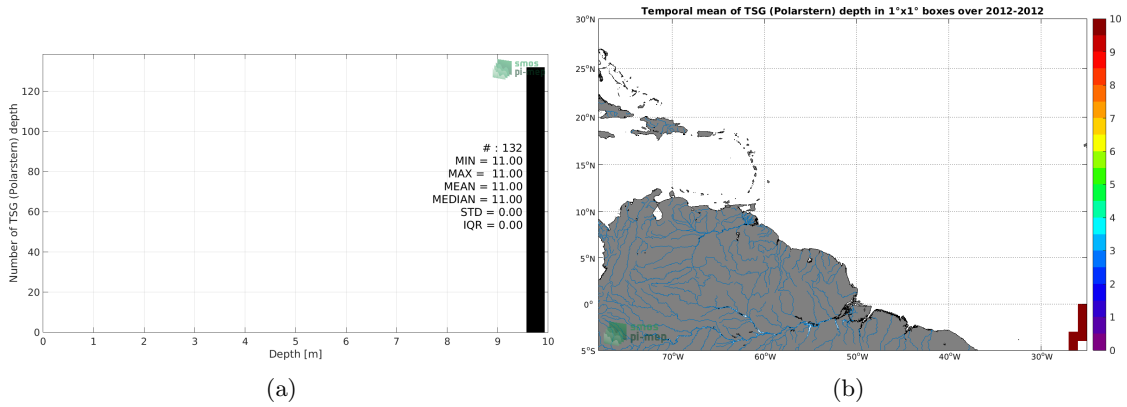 smos
pi-mep
120
100
80
60
40
20
0
Number of TSG (Polarstern) depth
# : 132
MIN = 11.00
MAX = 11.00
MEAN = 11.00
MEDIAN = 11.00
STD = 0.00
IQR = 0.00
0 1 2 3 4 5 6 7 8 9 10
Depth [m]
(a)
Temporal mean of TSG (Polarstern) depth in 1°x1° boxes over 2012-2012
30°N
25°N
20°N
15°N
10°N
5°N
0°
5°S
70°W 60°W 50°W 40°W 30°W
smos
pi-mep
10
9
8
7
6
5
4
3
2
1
0
(b)